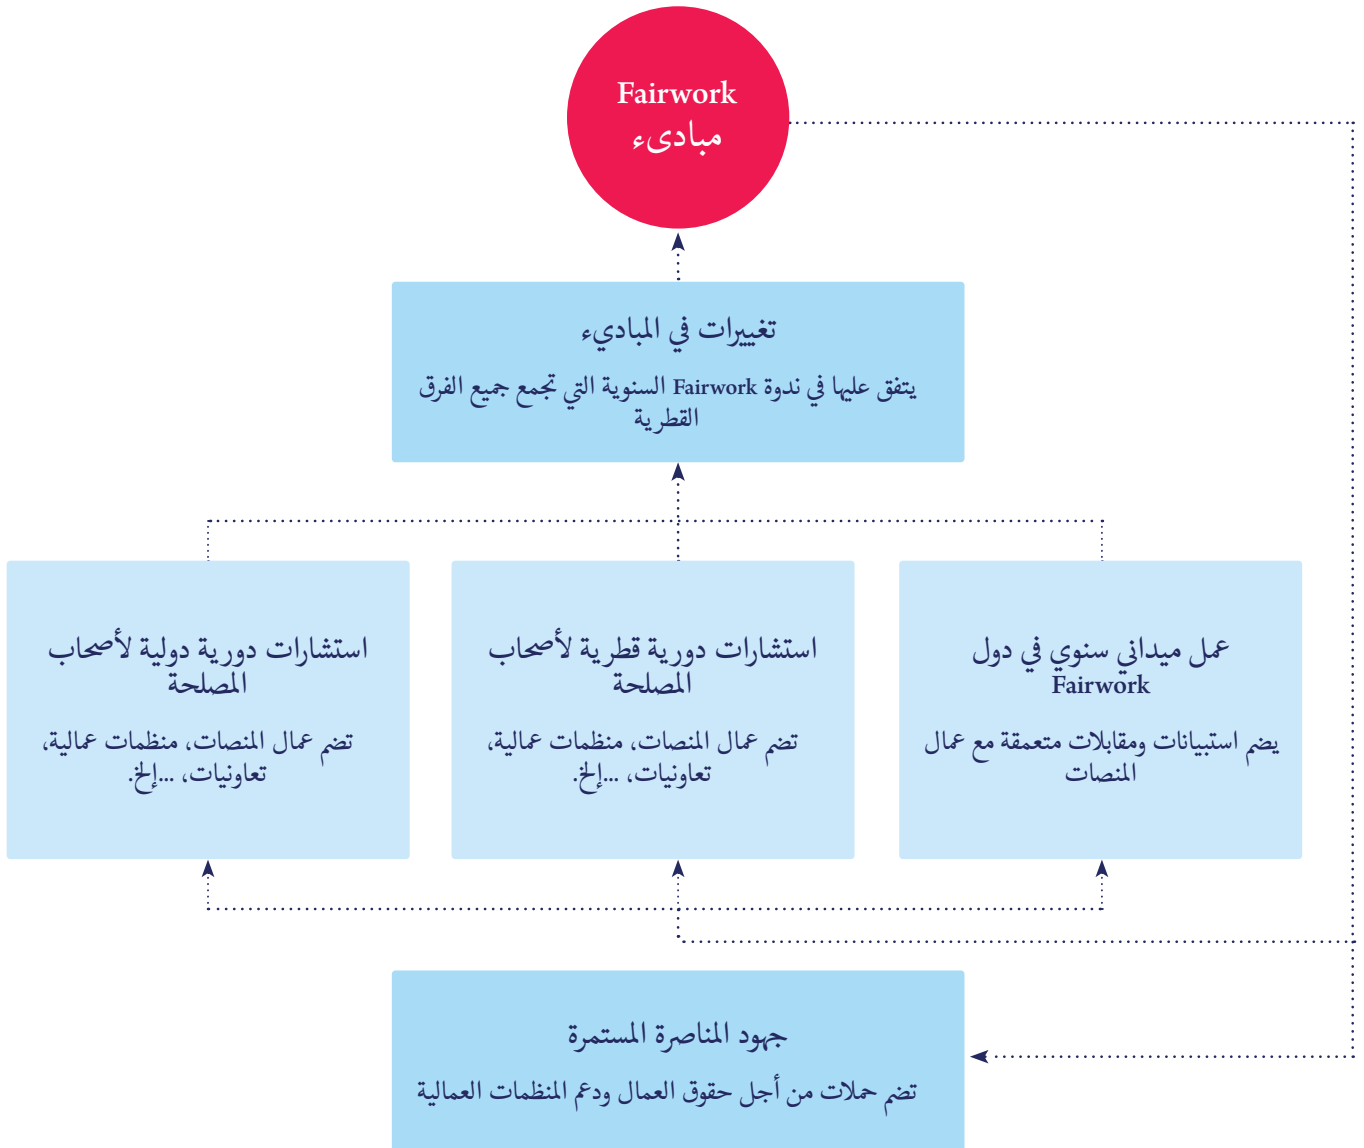 Fairwork
مبادىء
تغييرات في المباديء
يتفق عليها في ندوة Fairwork السنوية التي تجمع جميع الفرق
القطرية
عمل ميداني سنوي في دول
Fairwork
يضم استبيانات ومقابلات متعمقة مع عمال
المنصات
استشارات دورية قطرية لأصحاب
المصلحة
تضم عمال المنصات، منظمات عمالية،
تعاونيات، ...إلخ.
استشارات دورية دولية لأصحاب
المصلحة
تضم عمال المنصات، منظمات عمالية،
تعاونيات، ...إلخ.
جهود المناصرة المستمرة
تضم حملات من أجل حقوق العمال ودعم المنظمات العمالية